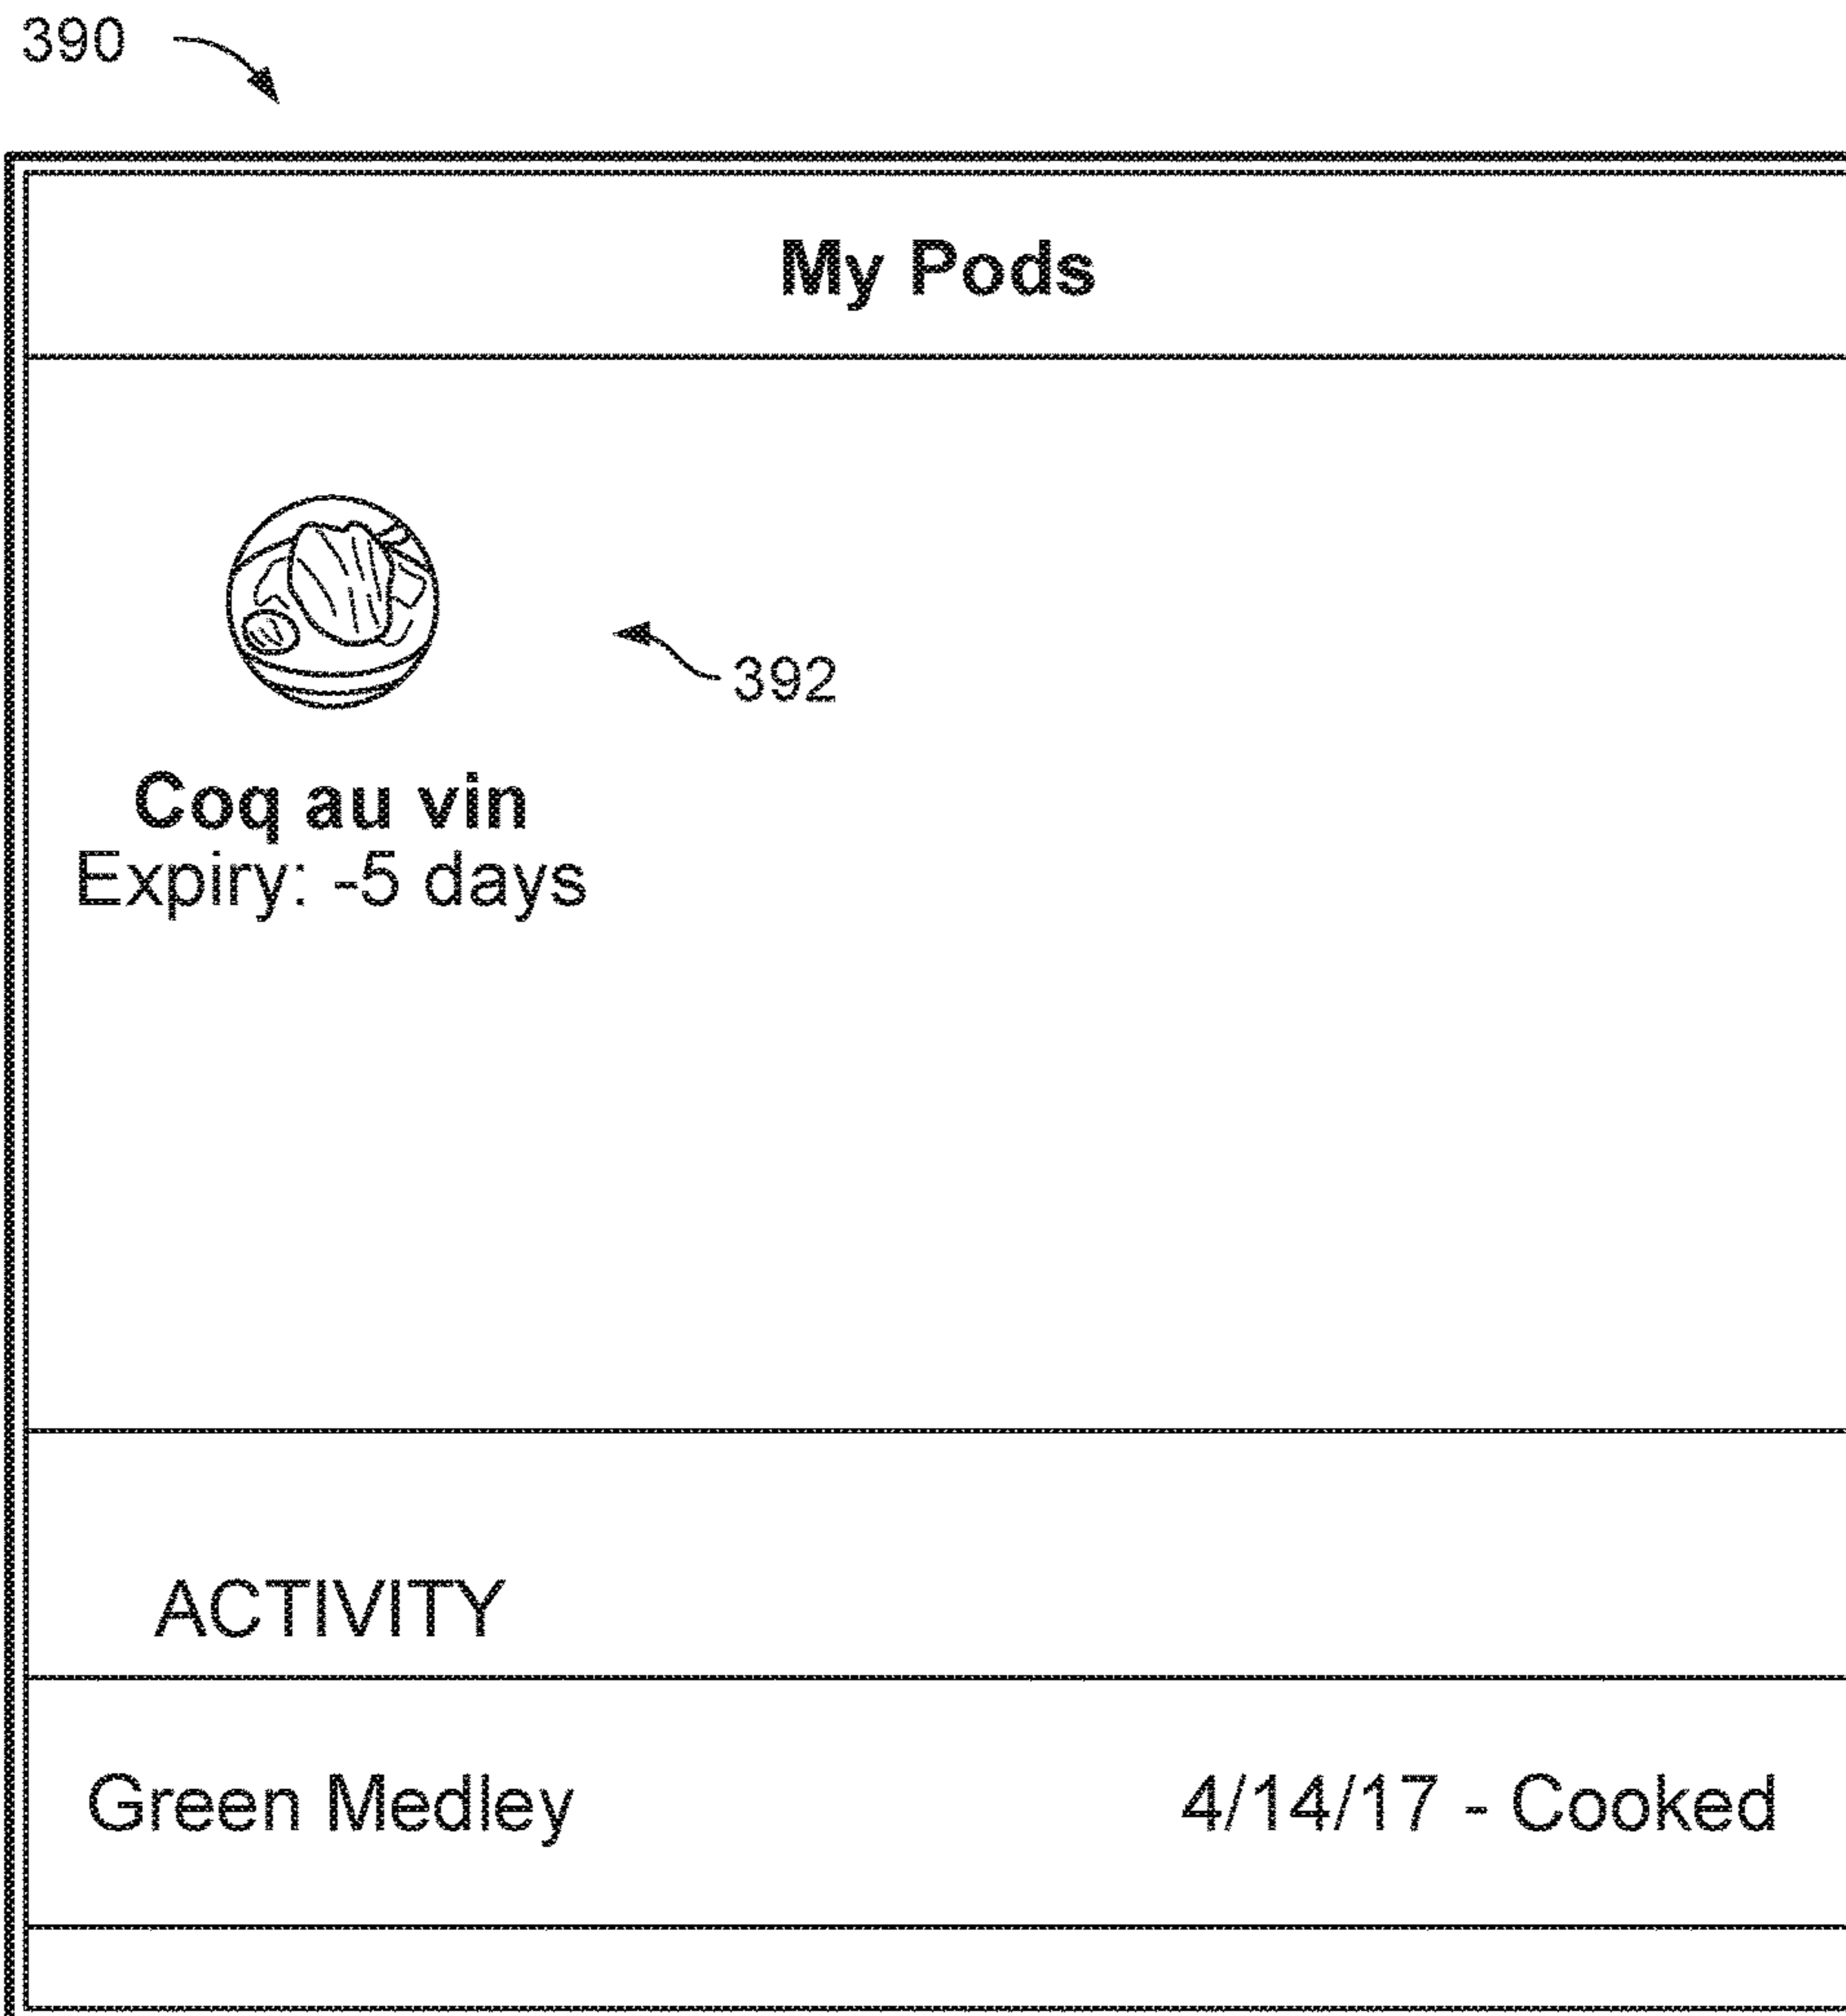 390
My Pods
392
Coq au vin
Expiry: -5 days
ACTIVITY
Green Medley 4/14/17 - Cooked